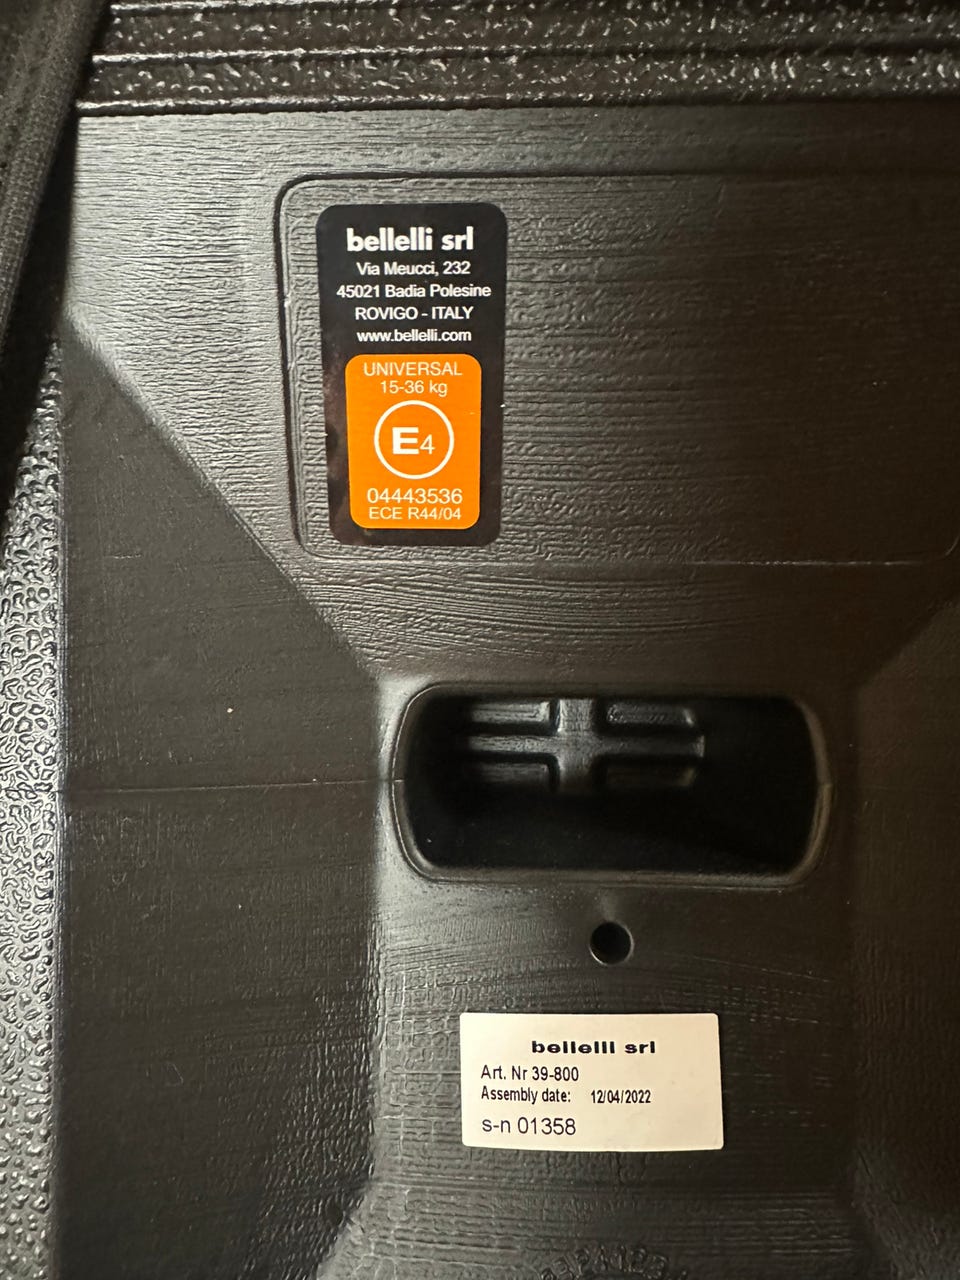 bellelli srl
Via Meucci, 232
45021 Badia Polesine
ROVIGO - ITALY
www.bellelli.com
UNIVERSAL
15-36 kg
E4
04443536
ECE R44/04
bellelli srl
Art. Nr 39-800
Assembly date: 12/04/2022
s-n 01358